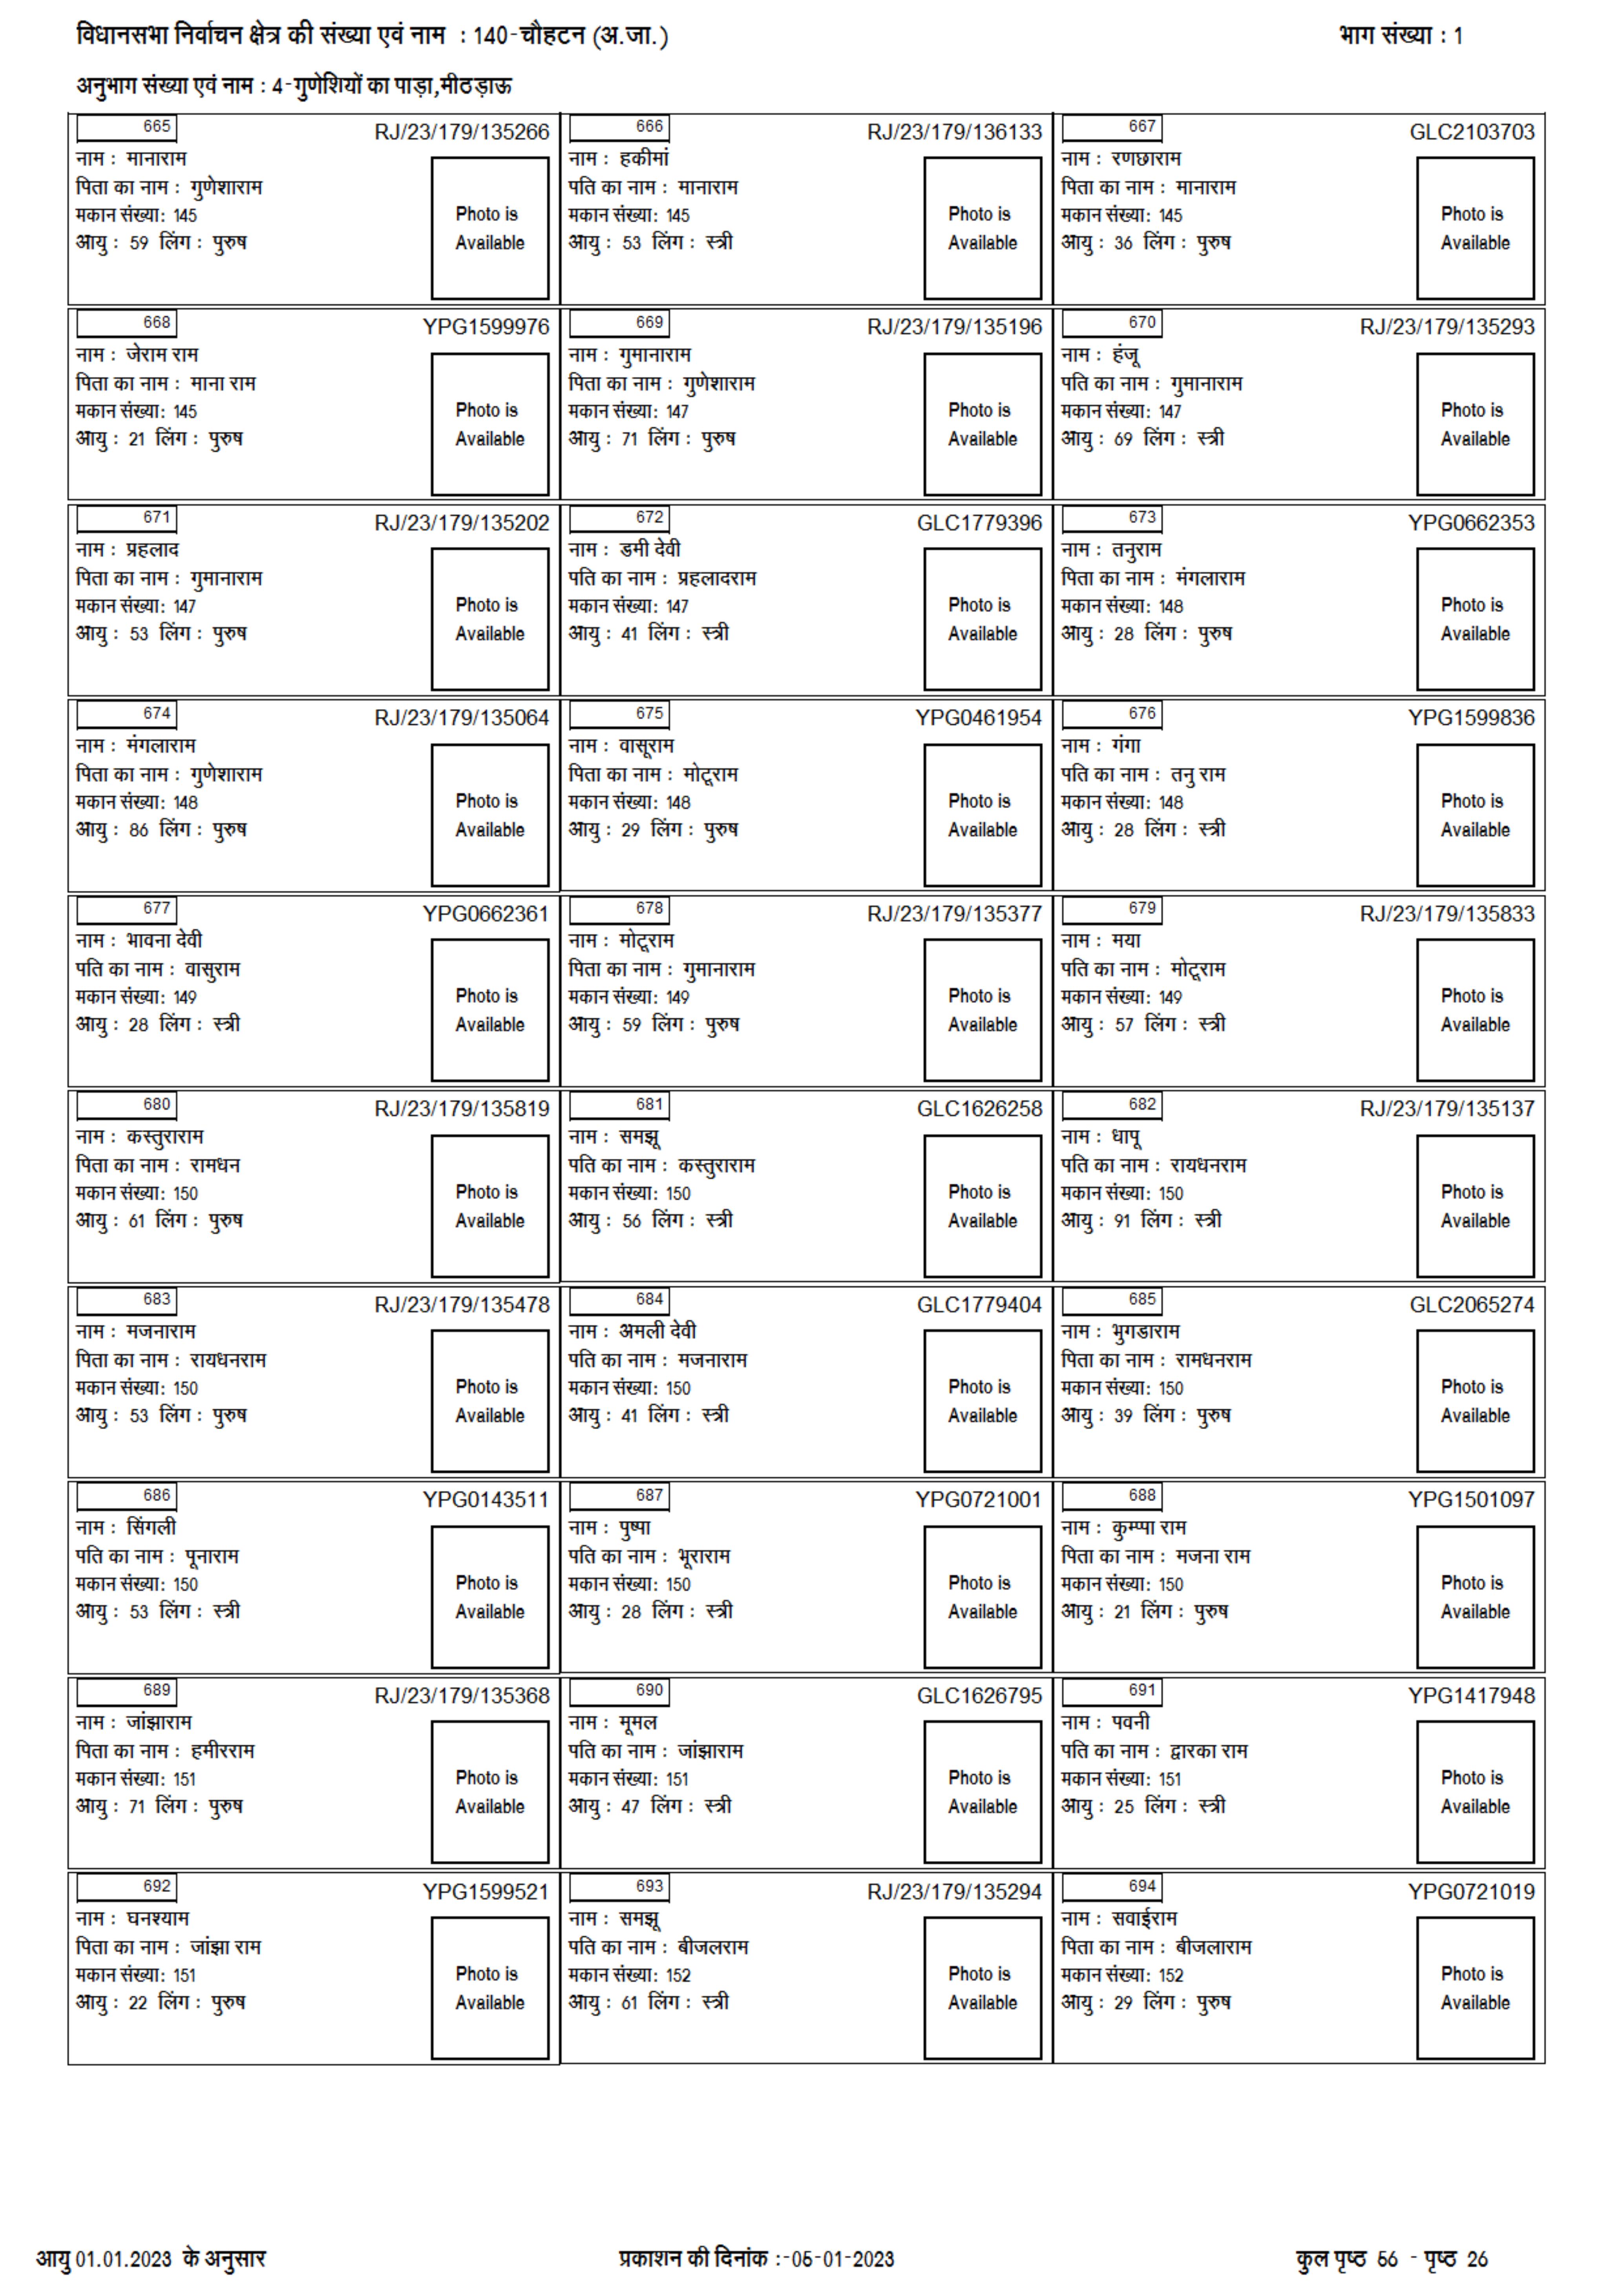 विधानसभा निर्वाचन क्षेत्र की संख्या एवं नाम : 140-चौहटन (अ.जा.)
भाग संख्या : 1
अनुभाग संख्या एवं नाम : 4-गुणेशियों का पाड़ा,मीठड़ाऊ
665 RJ/23/179/135266
नाम : मानाराम
पिता का नाम : गुणेशाराम
मकान संख्या: 145
आयु : 59 लिंग : पुरुष
Photo is
Available
666 RJ/23/179/136133
नाम : हकीमां
पति का नाम : मानाराम
मकान संख्या: 145
आयु : 53 लिंग : स्त्री
Photo is
Available
667 GLC2103703
नाम : रणछाराम
पिता का नाम : मानाराम
मकान संख्या: 145
आयु : 36 लिंग : पुरुष
Photo is
Available
668 YPG1599976
नाम : जेराम राम
पिता का नाम : माना राम
मकान संख्या: 145
आयु : 21 लिंग : पुरुष
Photo is
Available
669 RJ/23/179/135196
नाम : गुमानाराम
पिता का नाम : गुणेशाराम
मकान संख्या: 147
आयु : 71 लिंग : पुरुष
Photo is
Available
670 RJ/23/179/135293
नाम : हंजू
पति का नाम : गुमानाराम
मकान संख्या: 147
आयु : 69 लिंग : स्त्री
Photo is
Available
671 RJ/23/179/135202
नाम : प्रहलाद
पिता का नाम : गुमानाराम
मकान संख्या: 147
आयु : 53 लिंग : पुरुष
Photo is
Available
672 GLC1779396
नाम : डमी देवी
पति का नाम : प्रहलादराम
मकान संख्या: 147
आयु : 41 लिंग : स्त्री
Photo is
Available
673 YPG0662353
नाम : तनुराम
पिता का नाम : मंगलाराम
मकान संख्या: 148
आयु : 28 लिंग : पुरुष
Photo is
Available
674 RJ/23/179/135064
नाम : मंगलाराम
पिता का नाम : गुणेशाराम
मकान संख्या: 148
आयु : 86 लिंग : पुरुष
Photo is
Available
675 YPG0461954
नाम : वासूराम
पिता का नाम : मोटूराम
मकान संख्या: 148
आयु : 29 लिंग : पुरुष
Photo is
Available
676 YPG1599836
नाम : गंगा
पति का नाम : तनु राम
मकान संख्या: 148
आयु : 28 लिंग : स्त्री
Photo is
Available
677 YPG0662361
नाम : भावना देवी
पति का नाम : वासुराम
मकान संख्या: 149
आयु : 28 लिंग : स्त्री
Photo is
Available
678 RJ/23/179/135377
नाम : मोटूराम
पिता का नाम : गुमानाराम
मकान संख्या: 149
आयु : 59 लिंग : पुरुष
Photo is
Available
679 RJ/23/179/135833
नाम : मया
पति का नाम : मोटूराम
मकान संख्या: 149
आयु : 57 लिंग : स्त्री
Photo is
Available
680 RJ/23/179/135819
नाम : कस्तुराराम
पिता का नाम : रामधन
मकान संख्या: 150
आयु : 61 लिंग : पुरुष
Photo is
Available
681 GLC1626258
नाम : समझू
पति का नाम : कस्तुराराम
मकान संख्या: 150
आयु : 56 लिंग : स्त्री
Photo is
Available
682 RJ/23/179/135137
नाम : धापू
पति का नाम : रायधनराम
मकान संख्या: 150
आयु : 91 लिंग : स्त्री
Photo is
Available
683 RJ/23/179/135478
नाम : मजनाराम
पिता का नाम : रायधनराम
मकान संख्या: 150
आयु : 53 लिंग : पुरुष
Photo is
Available
684 GLC1779404
नाम : अमली देवी
पति का नाम : मजनाराम
मकान संख्या: 150
आयु : 41 लिंग : स्त्री
Photo is
Available
685 GLC2065274
नाम : भुगडाराम
पिता का नाम : रामधनराम
मकान संख्या: 150
आयु : 39 लिंग : पुरुष
Photo is
Available
686 YPG0143511
नाम : सिंगली
पति का नाम : पूनाराम
मकान संख्या: 150
आयु : 53 लिंग : स्त्री
Photo is
Available
687 YPG0721001
नाम : पुष्पा
पति का नाम : भूराराम
मकान संख्या: 150
आयु : 28 लिंग : स्त्री
Photo is
Available
688 YPG1501097
नाम : कुम्पा राम
पिता का नाम : मजना राम
मकान संख्या: 150
आयु : 21 लिंग : पुरुष
Photo is
Available
689 RJ/23/179/135368
नाम : जांझाराम
पिता का नाम : हमीरराम
मकान संख्या: 151
आयु : 71 लिंग : पुरुष
Photo is
Available
690 GLC1626795
नाम : मूमल
पति का नाम : जांझाराम
मकान संख्या: 151
आयु : 47 लिंग : स्त्री
Photo is
Available
691 YPG1417948
नाम : पवनी
पति का नाम : द्वारका राम
मकान संख्या: 151
आयु : 25 लिंग : स्त्री
Photo is
Available
692 YPG1599521
नाम : घनश्याम
पिता का नाम : जांझा राम
मकान संख्या: 151
आयु : 22 लिंग : पुरुष
Photo is
Available
693 RJ/23/179/135294
नाम : समझू
पति का नाम : बीजलराम
मकान संख्या: 152
आयु : 61 लिंग : स्त्री
Photo is
Available
694 YPG0721019
नाम : सवाईराम
पिता का नाम : बीजलाराम
मकान संख्या: 152
आयु : 29 लिंग : पुरुष
Photo is
Available
आयु 01.01.2023 के अनुसार
प्रकाशन की दिनांक :-05-01-2023
कुल पृष्ठ 56 - पृष्ठ 26